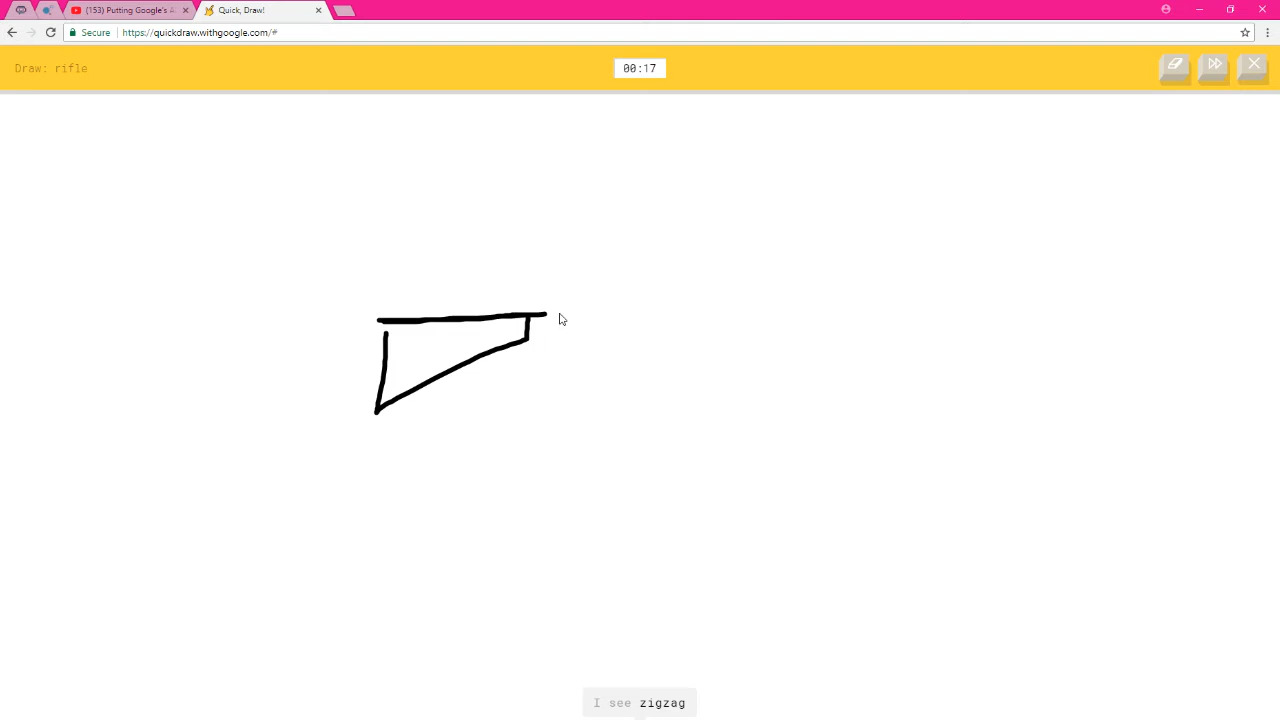 (153) Putting Google's A
Quick, Draw!
Secure https://quickdraw.withgoogle.com/#
Draw: rifle
00:17
I see zigzag